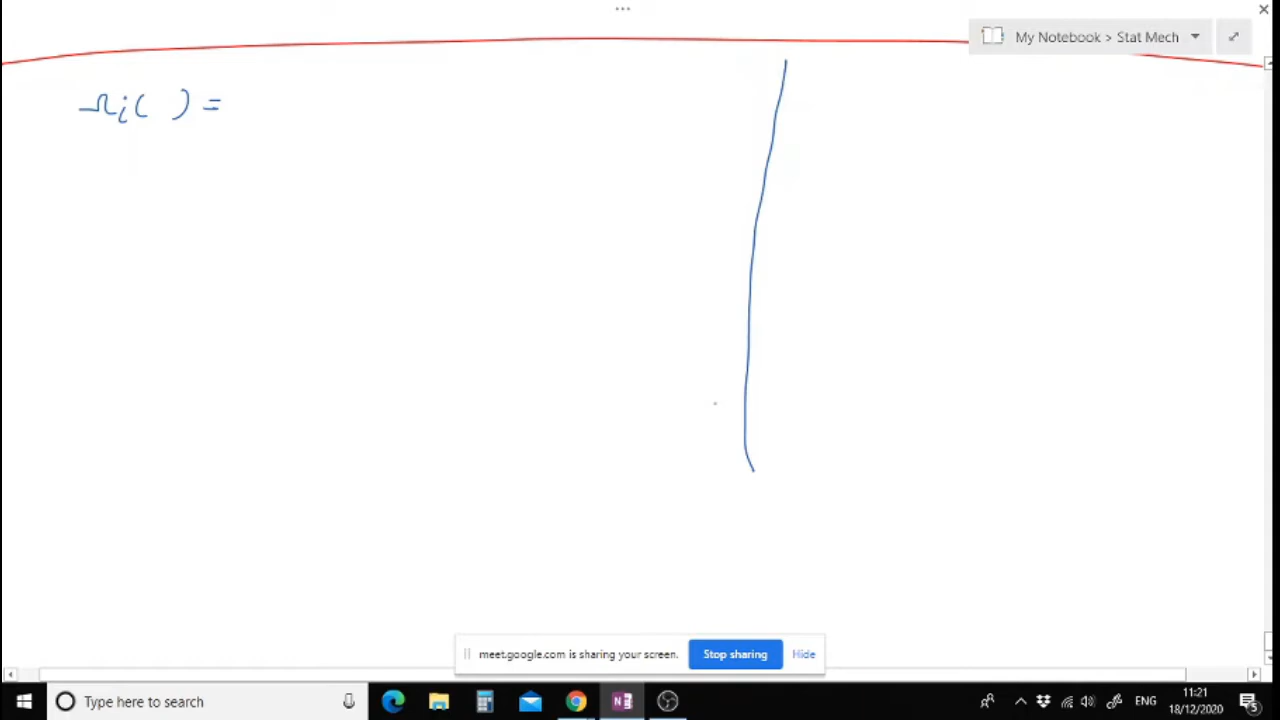 My Notebook > Stat Mech
Ωi( ) =
meet.google.com is sharing your screen.
Stop sharing
Hide
Type here to search
ENG
11:21
18/12/2020
5